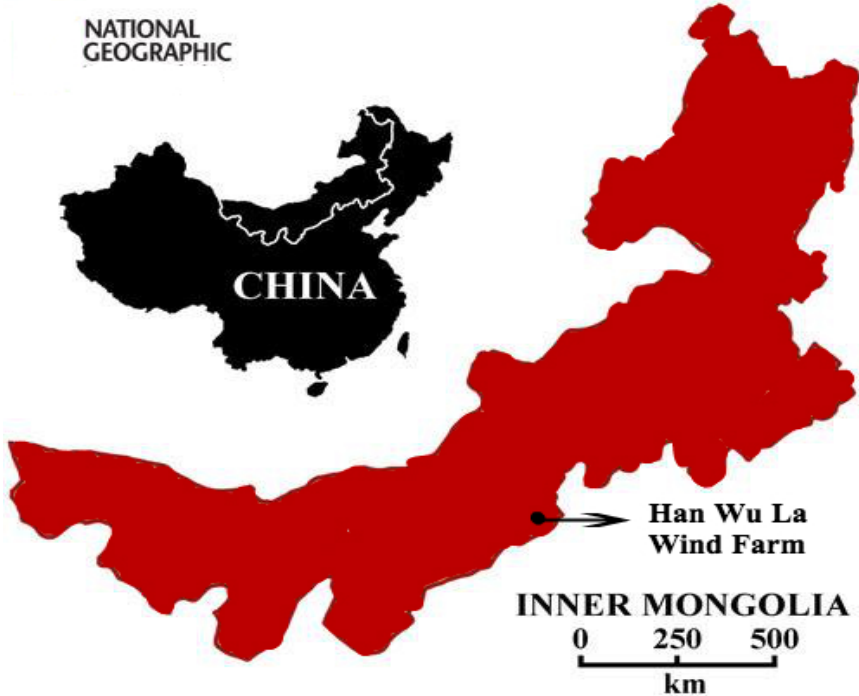 NATIONAL
GEOGRAPHIC
CHINA
Han Wu La
Wind Farm
INNER MONGOLIA
0 250 500
km